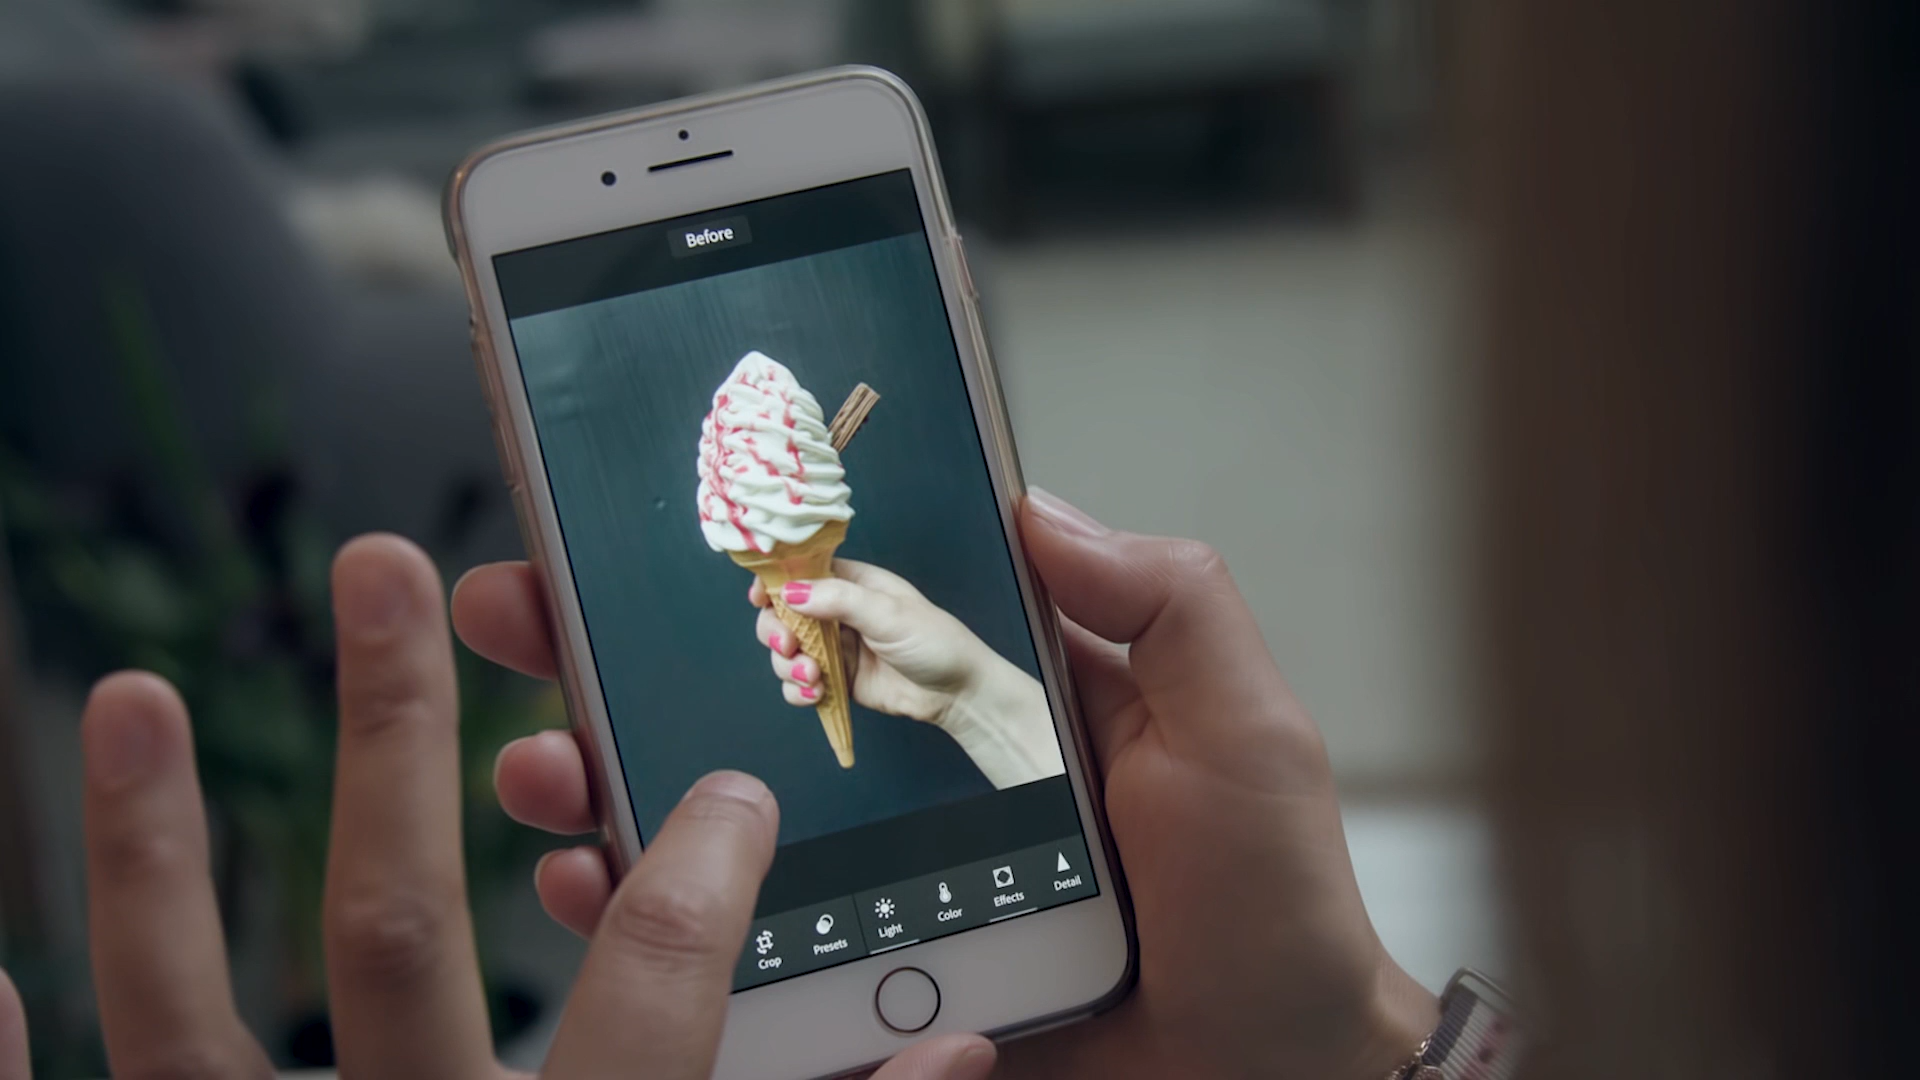 Before
Crop
Presets
Light
Color
Effects
Detail